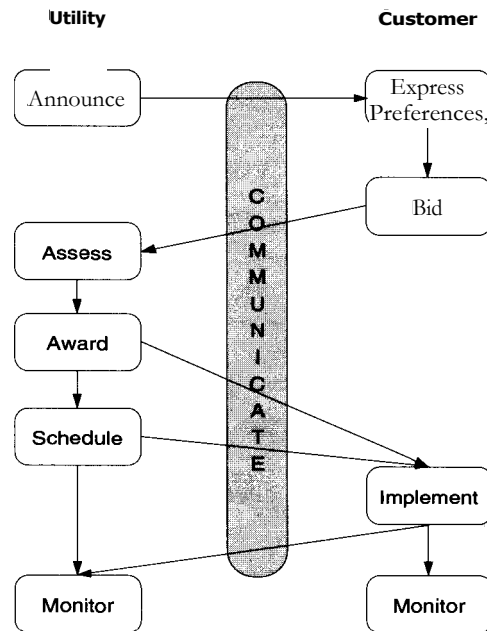 Utility
Customer
Announce
Express
Preferences,
Bid
COMMUNICATE
Assess
Award
Schedule
Implement
Monitor
Monitor